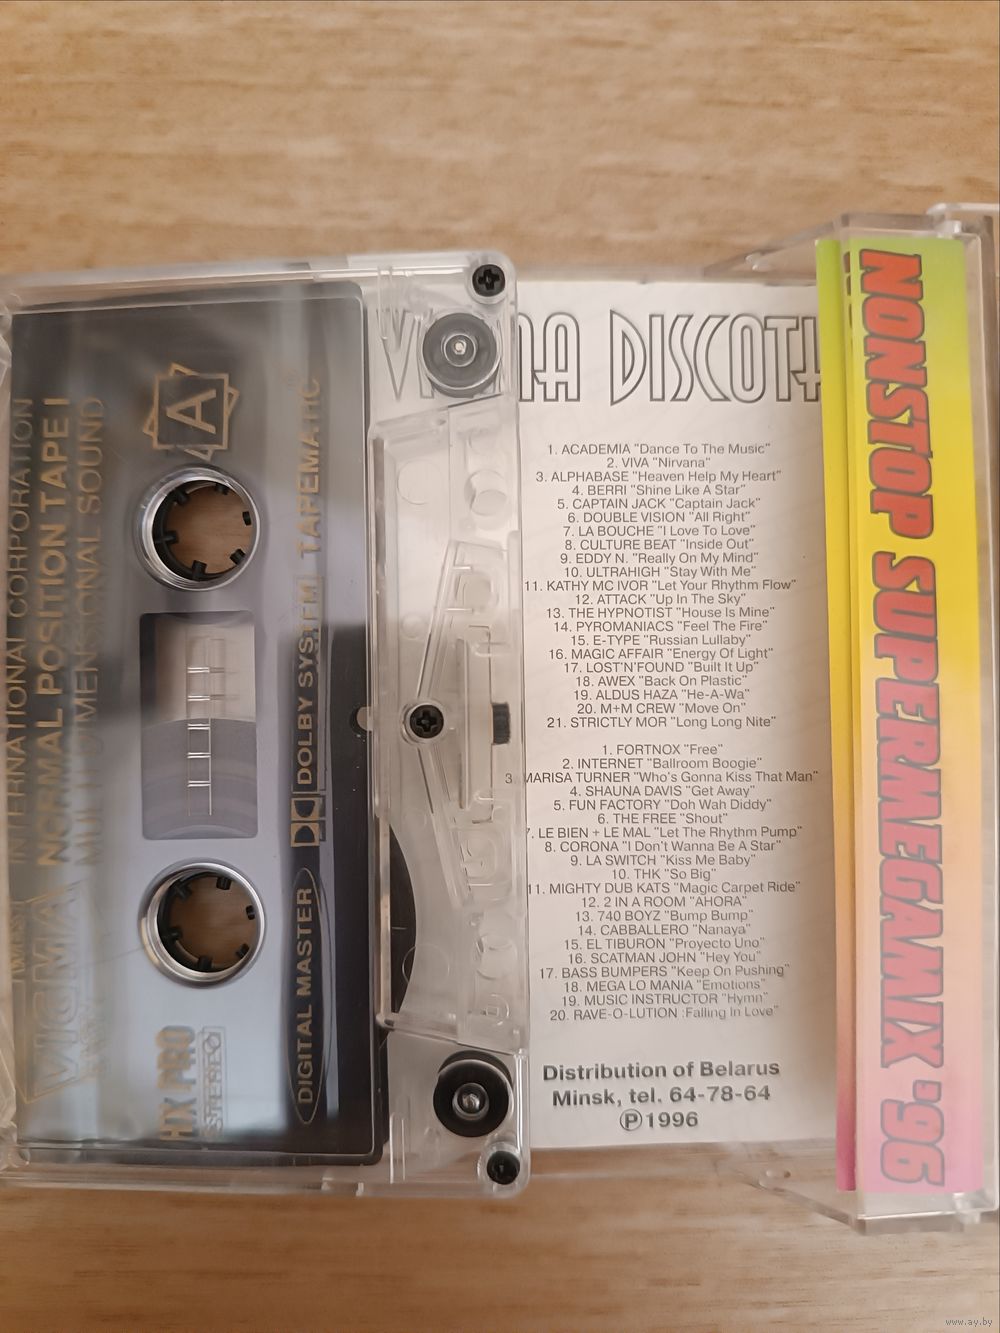 DISCOTH
1. ACADEMIA "Dance To The Music"
2. VIVA "Nirvana"
3. ALPHABASE "Heaven Help My Heart"
4. BERRI "Shine Like A Star"
5. CAPTAIN JACK "Captain Jack"
6. DOUBLE VISION "All Right"
7. LA BOUCHE "I Love To Love"
8. CULTURE BEAT "Inside Out"
9. EDDY N. "Really On My Mind"
10. ULTRAHIGH "Stay With Me"
11. KATHY MC IVOR "Let Your Rhythm Flow"
12. ATTACK "Up In The Sky"
13. THE HYPNOTIST "House Is Mine"
14. PYROMANIACS "Feel The Fire"
15. E-TYPE "Russian Lullaby"
16. MAGIC AFFAIR "Energy Of Light"
17. LOST'N'FOUND "Built It Up"
18. AWEX "Back On Plastic"
19. ALDUS HAZA "He-A-Wa"
20. M+M CREW "Move On"
21. STRICTLY MOR "Long Long Nite"
1. FORTNOX "Free"
2. INTERNET "Ballroom Boogie"
3. MARISA TURNER "Who's Gonna Kiss That Man"
4. SHAUNA DAVIS "Get Away"
5. FUN FACTORY "Doh Wah Diddy"
6. THE FREE "Shout"
7. LE BIEN + LE MAL "Let The Rhythm Pump"
8. CORONA "I Don't Wanna Be A Star"
9. LA SWITCH "Kiss Me Baby"
10. THK "So Big"
11. MIGHTY DUB KATS "Magic Carpet Ride"
12. 2 IN A ROOM "AHORA"
13. 740 BOYZ "Bump Bump"
14. CABBALLERO "Nanaya"
15. EL TIBURON "Proyecto Uno"
16. SCATMAN JOHN "Hey You"
17. BASS BUMPERS "Keep On Pushing"
18. MEGA LO MANIA "Emotions"
19. MUSIC INSTRUCTOR "Hymn"
20. RAVE-O-LUTION :Falling In Love"
Distribution of Belarus
Minsk, tel. 64-78-64
℗ 1996
NONSTOP SUPERMEGAMIX '96
INTERNATIONAL CORPORATION
NORMAL POSITION TAPE I
MULTIDIMENSIONAL SOUND
VIGMA
A
HX PRO
STEREO
DIGITAL MASTER DOLBY SYSTEM TAPEMATIC
www.ay.by